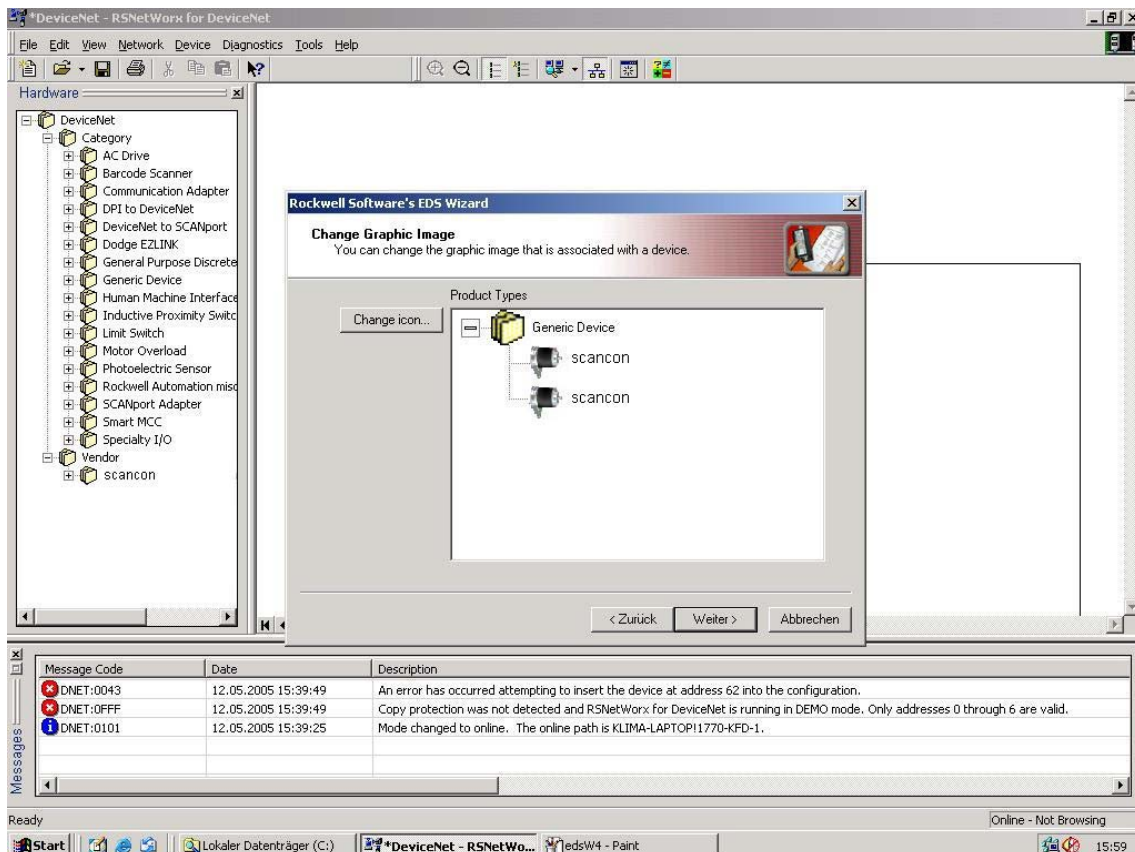 *DeviceNet - RSNetWorx for DeviceNet
File Edit View Network Device Diagnostics Tools Help
Hardware
DeviceNet
Category
AC Drive
Barcode Scanner
Communication Adapter
DPI to DeviceNet
DeviceNet to SCANport
Dodge EZLINK
General Purpose Discrete
Generic Device
Human Machine Interface
Inductive Proximity Switc
Limit Switch
Motor Overload
Photoelectric Sensor
Rockwell Automation misc
SCANport Adapter
Smart MCC
Specialty I/O
Vendor
scancon
Rockwell Software's EDS Wizard
Change Graphic Image
You can change the graphic image that is associated with a device.
Product Types
Change icon...
Generic Device
scancon
scancon
< Zurück Weiter > Abbrechen
Messages
Message Code Date Description
DNET:0043 12.05.2005 15:39:49 An error has occurred attempting to insert the device at address 62 into the configuration.
DNET:0FFF 12.05.2005 15:39:49 Copy protection was not detected and RSNetWorx for DeviceNet is running in DEMO mode. Only addresses 0 through 6 are valid.
DNET:0101 12.05.2005 15:39:25 Mode changed to online. The online path is KLIMA-LAPTOP!1770-KFD-1.
Ready Online - Not Browsing
Start Lokaler Datenträger (C:) *DeviceNet - RSNetWo... edsW4 - Paint 15:59